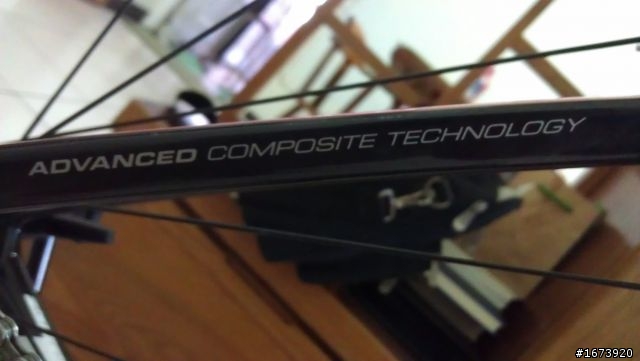 ADVANCED COMPOSITE TECHNOLOGY
#1673920